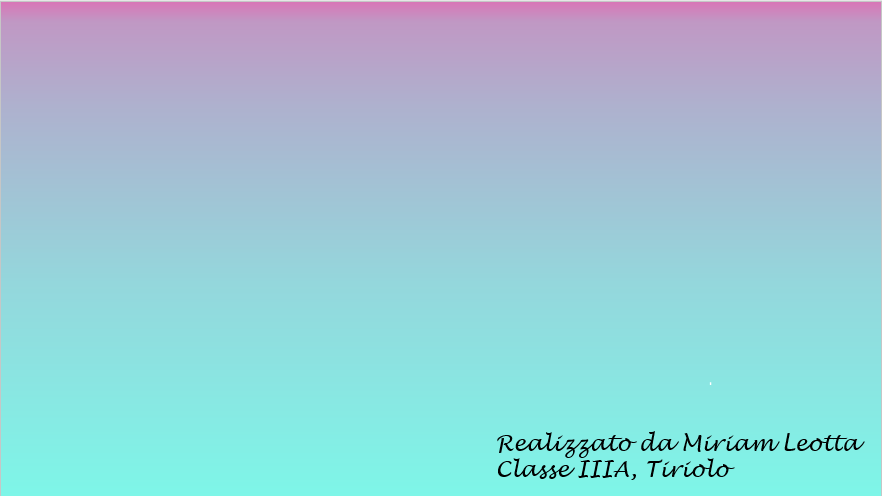 Realizzato da Miriam Leotta
Classe IIIA, Tiriolo